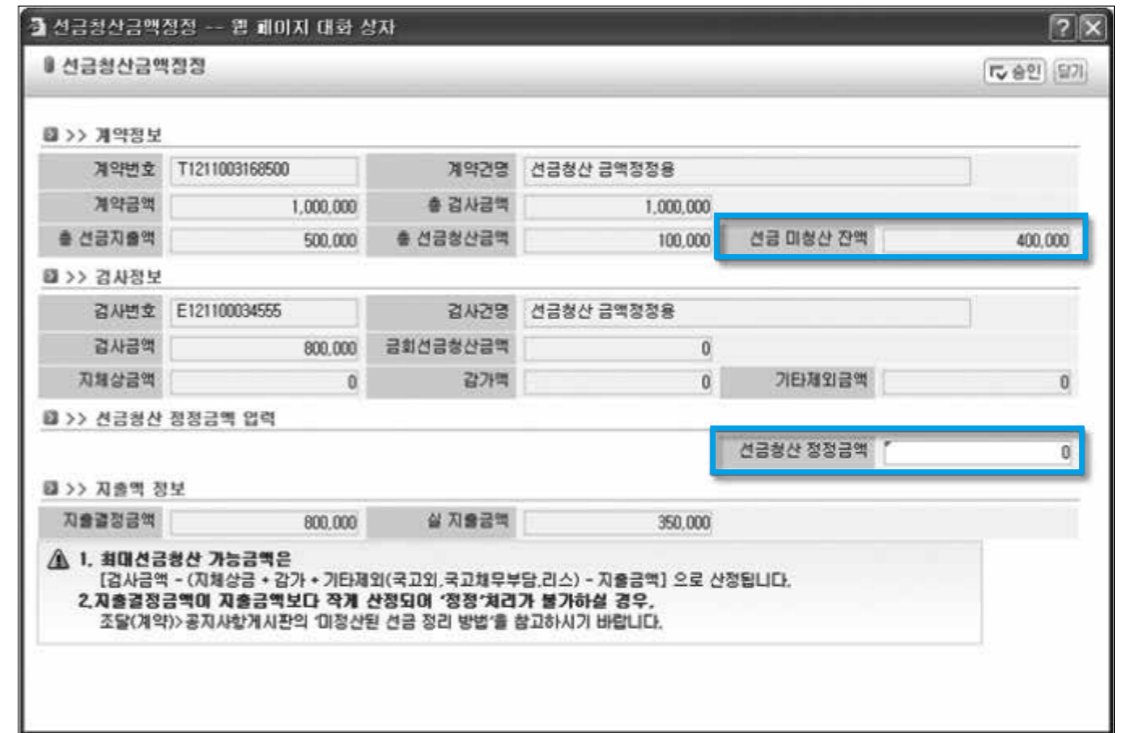 선금청산금액정정 -- 웹 페이지 대화 상자
선금청산금액정정
승인 닫기
>> 계약정보
계약번호 T1211003168500 계약건명 선금청산 금액정정용
계약금액 1,000,000 총 검사금액 1,000,000
총 선금지출액 500,000 총 선금청산금액 100,000 선금 미청산 잔액 400,000
>> 검사정보
검사번호 E121100034555 검사건명 선금청산 금액정정용
검사금액 800,000 금회선금청산금액 0
지체상금액 0 감가액 0 기타제외금액 0
>> 선금청산 정정금액 입력
선금청산 정정금액 0
>> 지출액 정보
지출결정금액 800,000 실 지출금액 350,000
1. 최대선금청산 가능금액은
[검사금액 - (지체상금 + 감가 + 기타제외(국고외,국고채무부담,리스) - 지출금액] 으로 산정됩니다.
2.지출결정금액이 지출금액보다 작게 산정되어 '정정'처리가 불가하실 경우,
조달(계약)>공지사항게시판의 '미정산된 선금 정리 방법'을 참고하시기 바랍니다.